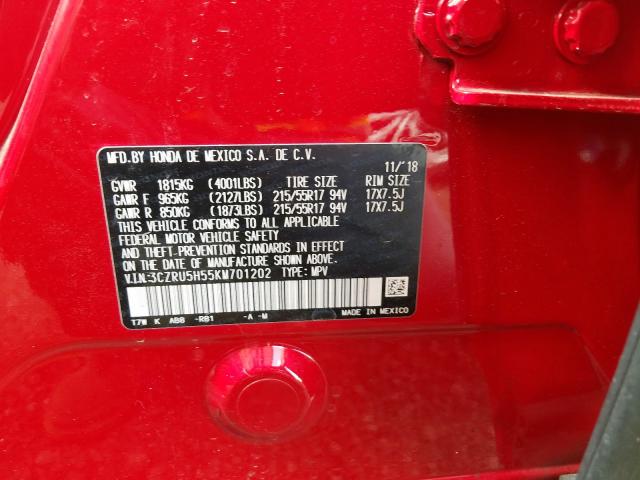 MFD.BY HONDA DE MEXICO S.A. DE C.V.
11/'18
GVWR 1815KG (4001LBS) TIRE SIZE RIM SIZE
GAWR F 965KG (2127LBS) 215/55R17 94V 17X7.5J
GAWR R 850KG (1873LBS) 215/55R17 94V 17X7.5J
THIS VEHICLE CONFORMS TO ALL APPLICABLE
FEDERAL MOTOR VEHICLE SAFETY
AND THEFT-PREVENTION STANDARDS IN EFFECT
ON THE DATE OF MANUFACTURE SHOWN ABOVE.
V.I.N.:3CZRU5H55KM701202 TYPE: MPV
T7W K ABB -RB1 -A -M MADE IN MEXICO